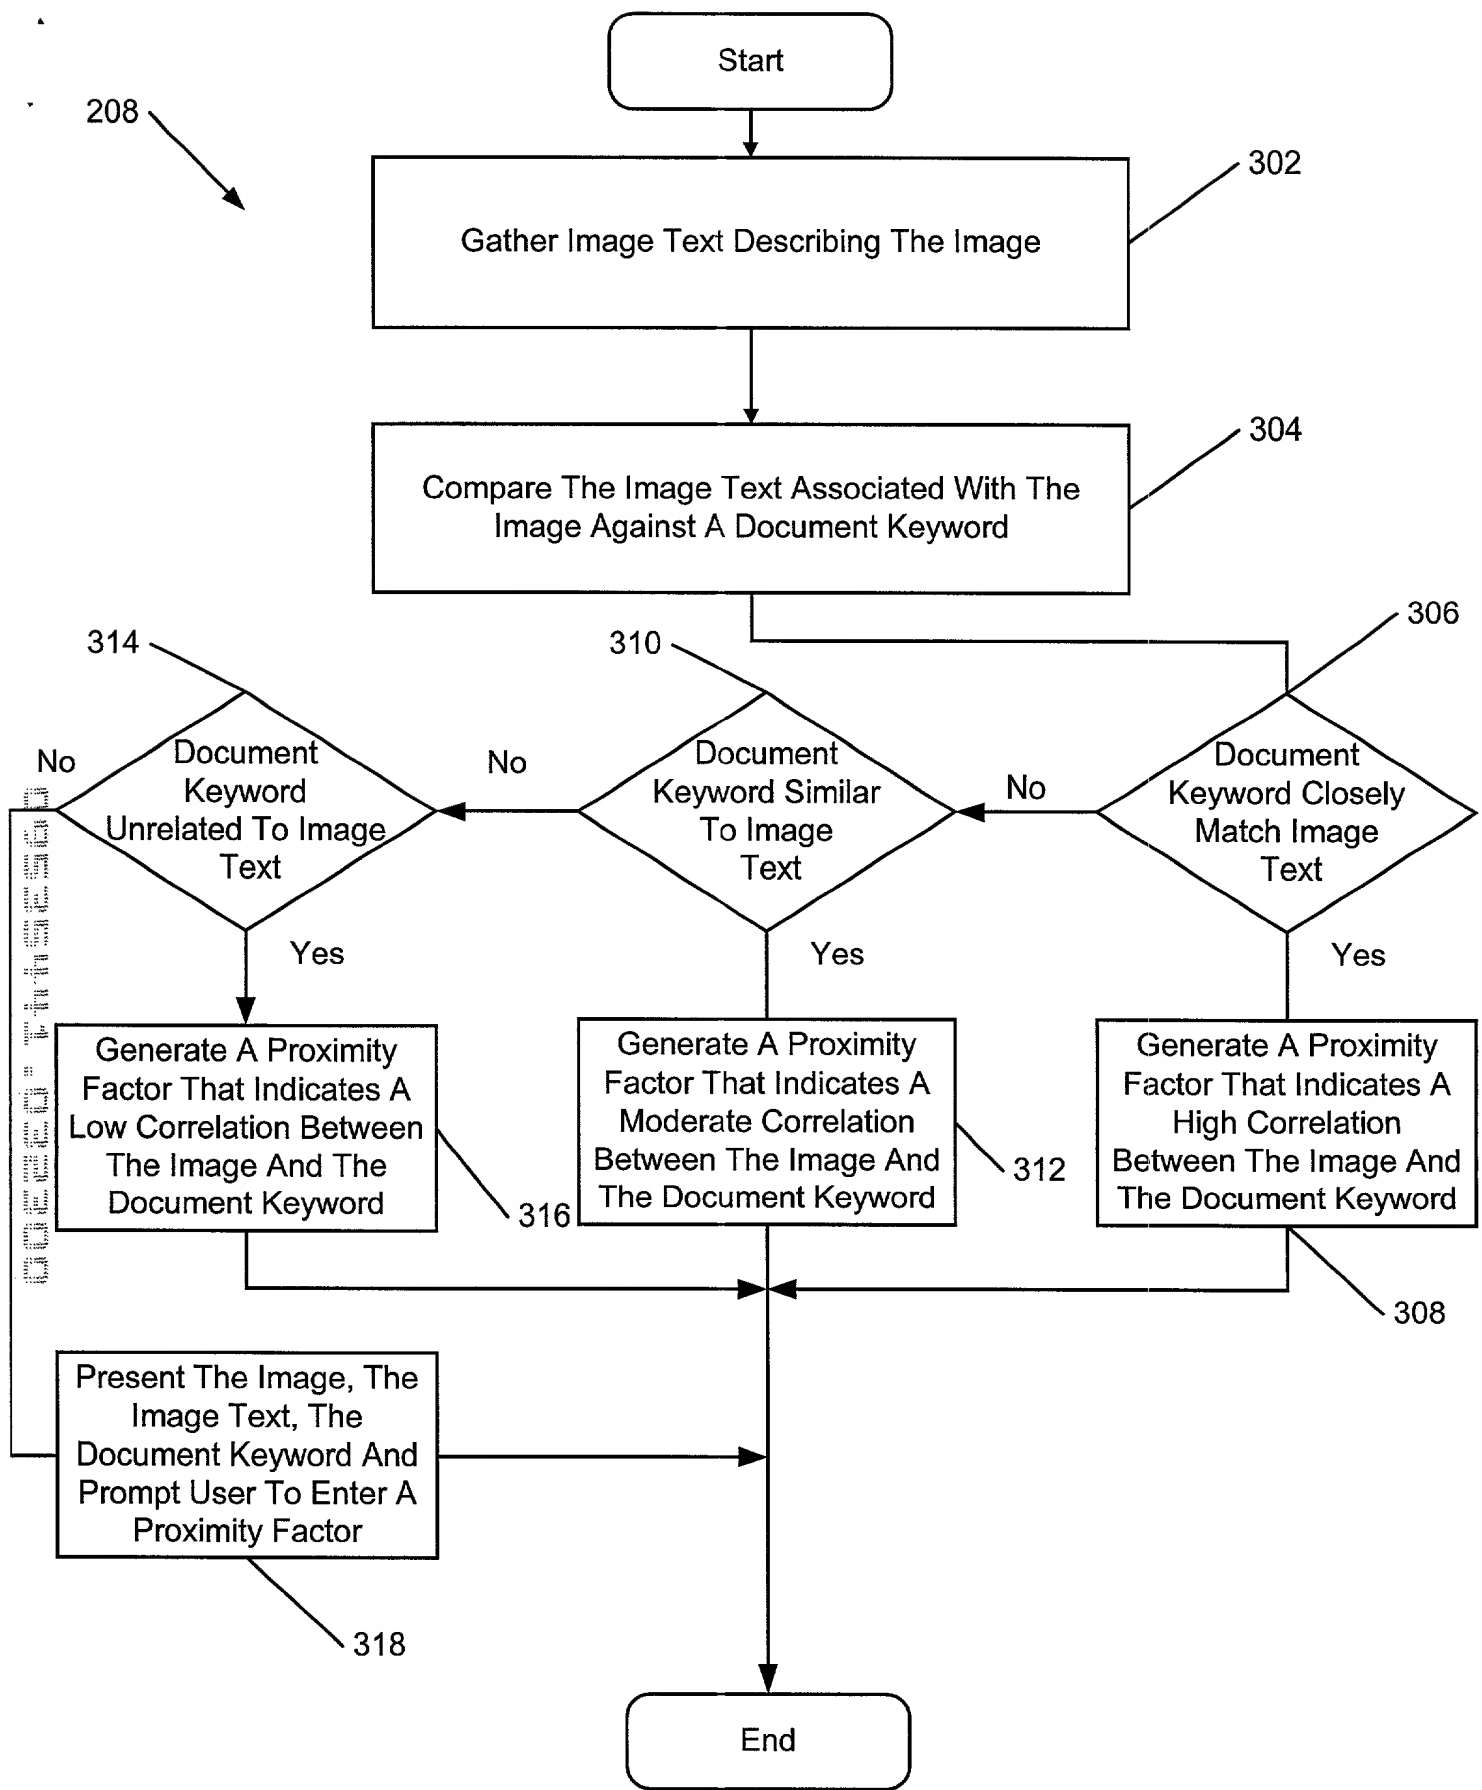 Start
208
302
Gather Image Text Describing The Image
304
Compare The Image Text Associated With The
Image Against A Document Keyword
306
310
314
Document
Keyword Closely
Match Image
Text
No
Document
Keyword Similar
To Image
Text
No
Document
Keyword
Unrelated To Image
Text
No
Yes
Yes
Yes
Generate A Proximity
Factor That Indicates A
Low Correlation Between
The Image And The
Document Keyword
316
Generate A Proximity
Factor That Indicates A
Moderate Correlation
Between The Image And
The Document Keyword
312
Generate A Proximity
Factor That Indicates A
High Correlation
Between The Image And
The Document Keyword
308
Present The Image, The
Image Text, The
Document Keyword And
Prompt User To Enter A
Proximity Factor
318
End